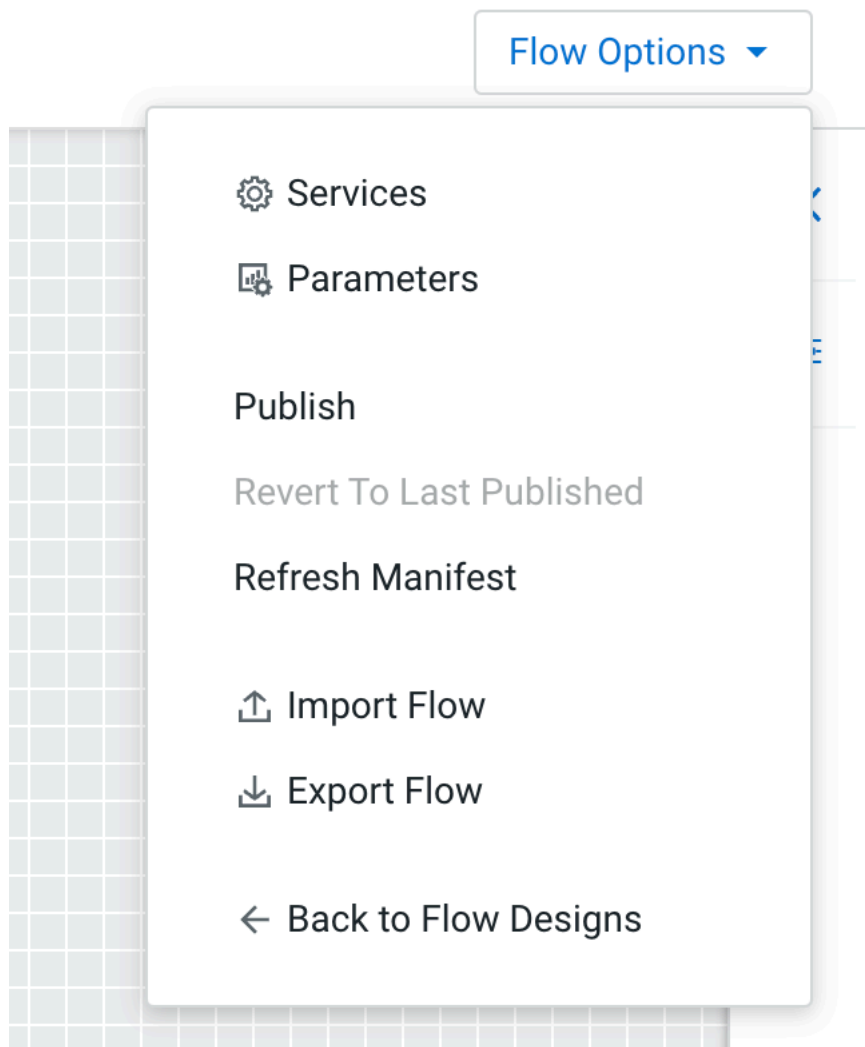 Flow Options
Services
Parameters
Publish
Revert To Last Published
Refresh Manifest
Import Flow
Export Flow
Back to Flow Designs